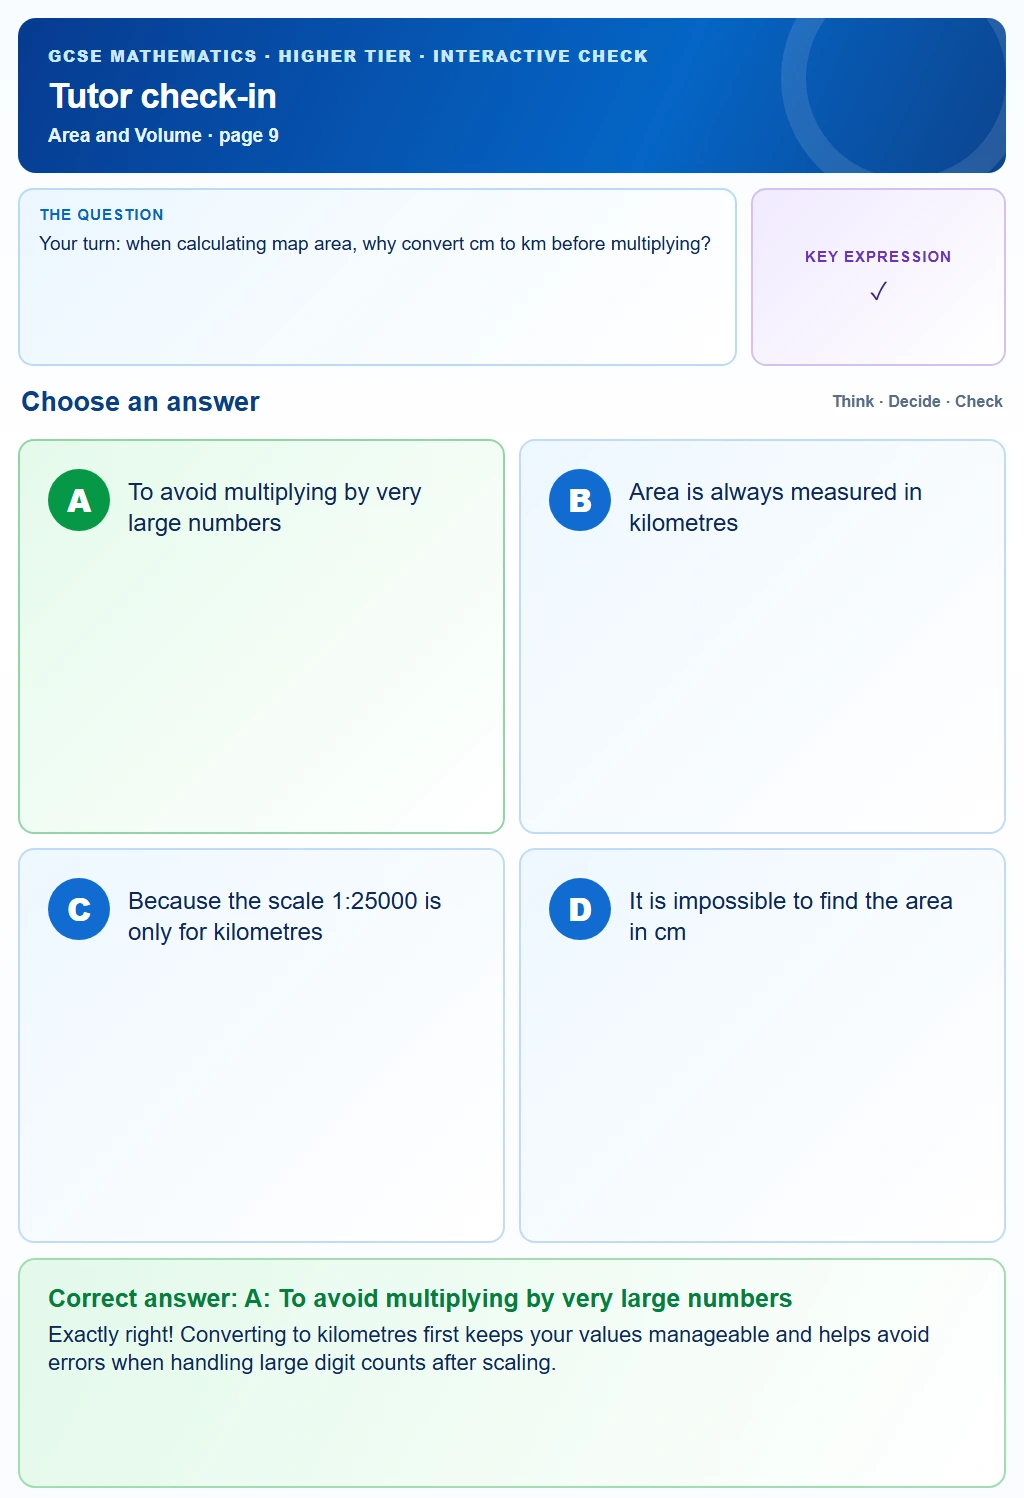 GCSE MATHEMATICS · HIGHER TIER · INTERACTIVE CHECK
Tutor check-in
Area and Volume · page 9
THE QUESTION
Your turn: when calculating map area, why convert cm to km before multiplying?
KEY EXPRESSION
✓
Choose an answer
Think · Decide · Check
A
To avoid multiplying by very
large numbers
B
Area is always measured in
kilometres
C
Because the scale 1:25000 is
only for kilometres
D
It is impossible to find the area
in cm
Correct answer: A: To avoid multiplying by very large numbers
Exactly right! Converting to kilometres first keeps your values manageable and helps avoid
errors when handling large digit counts after scaling.